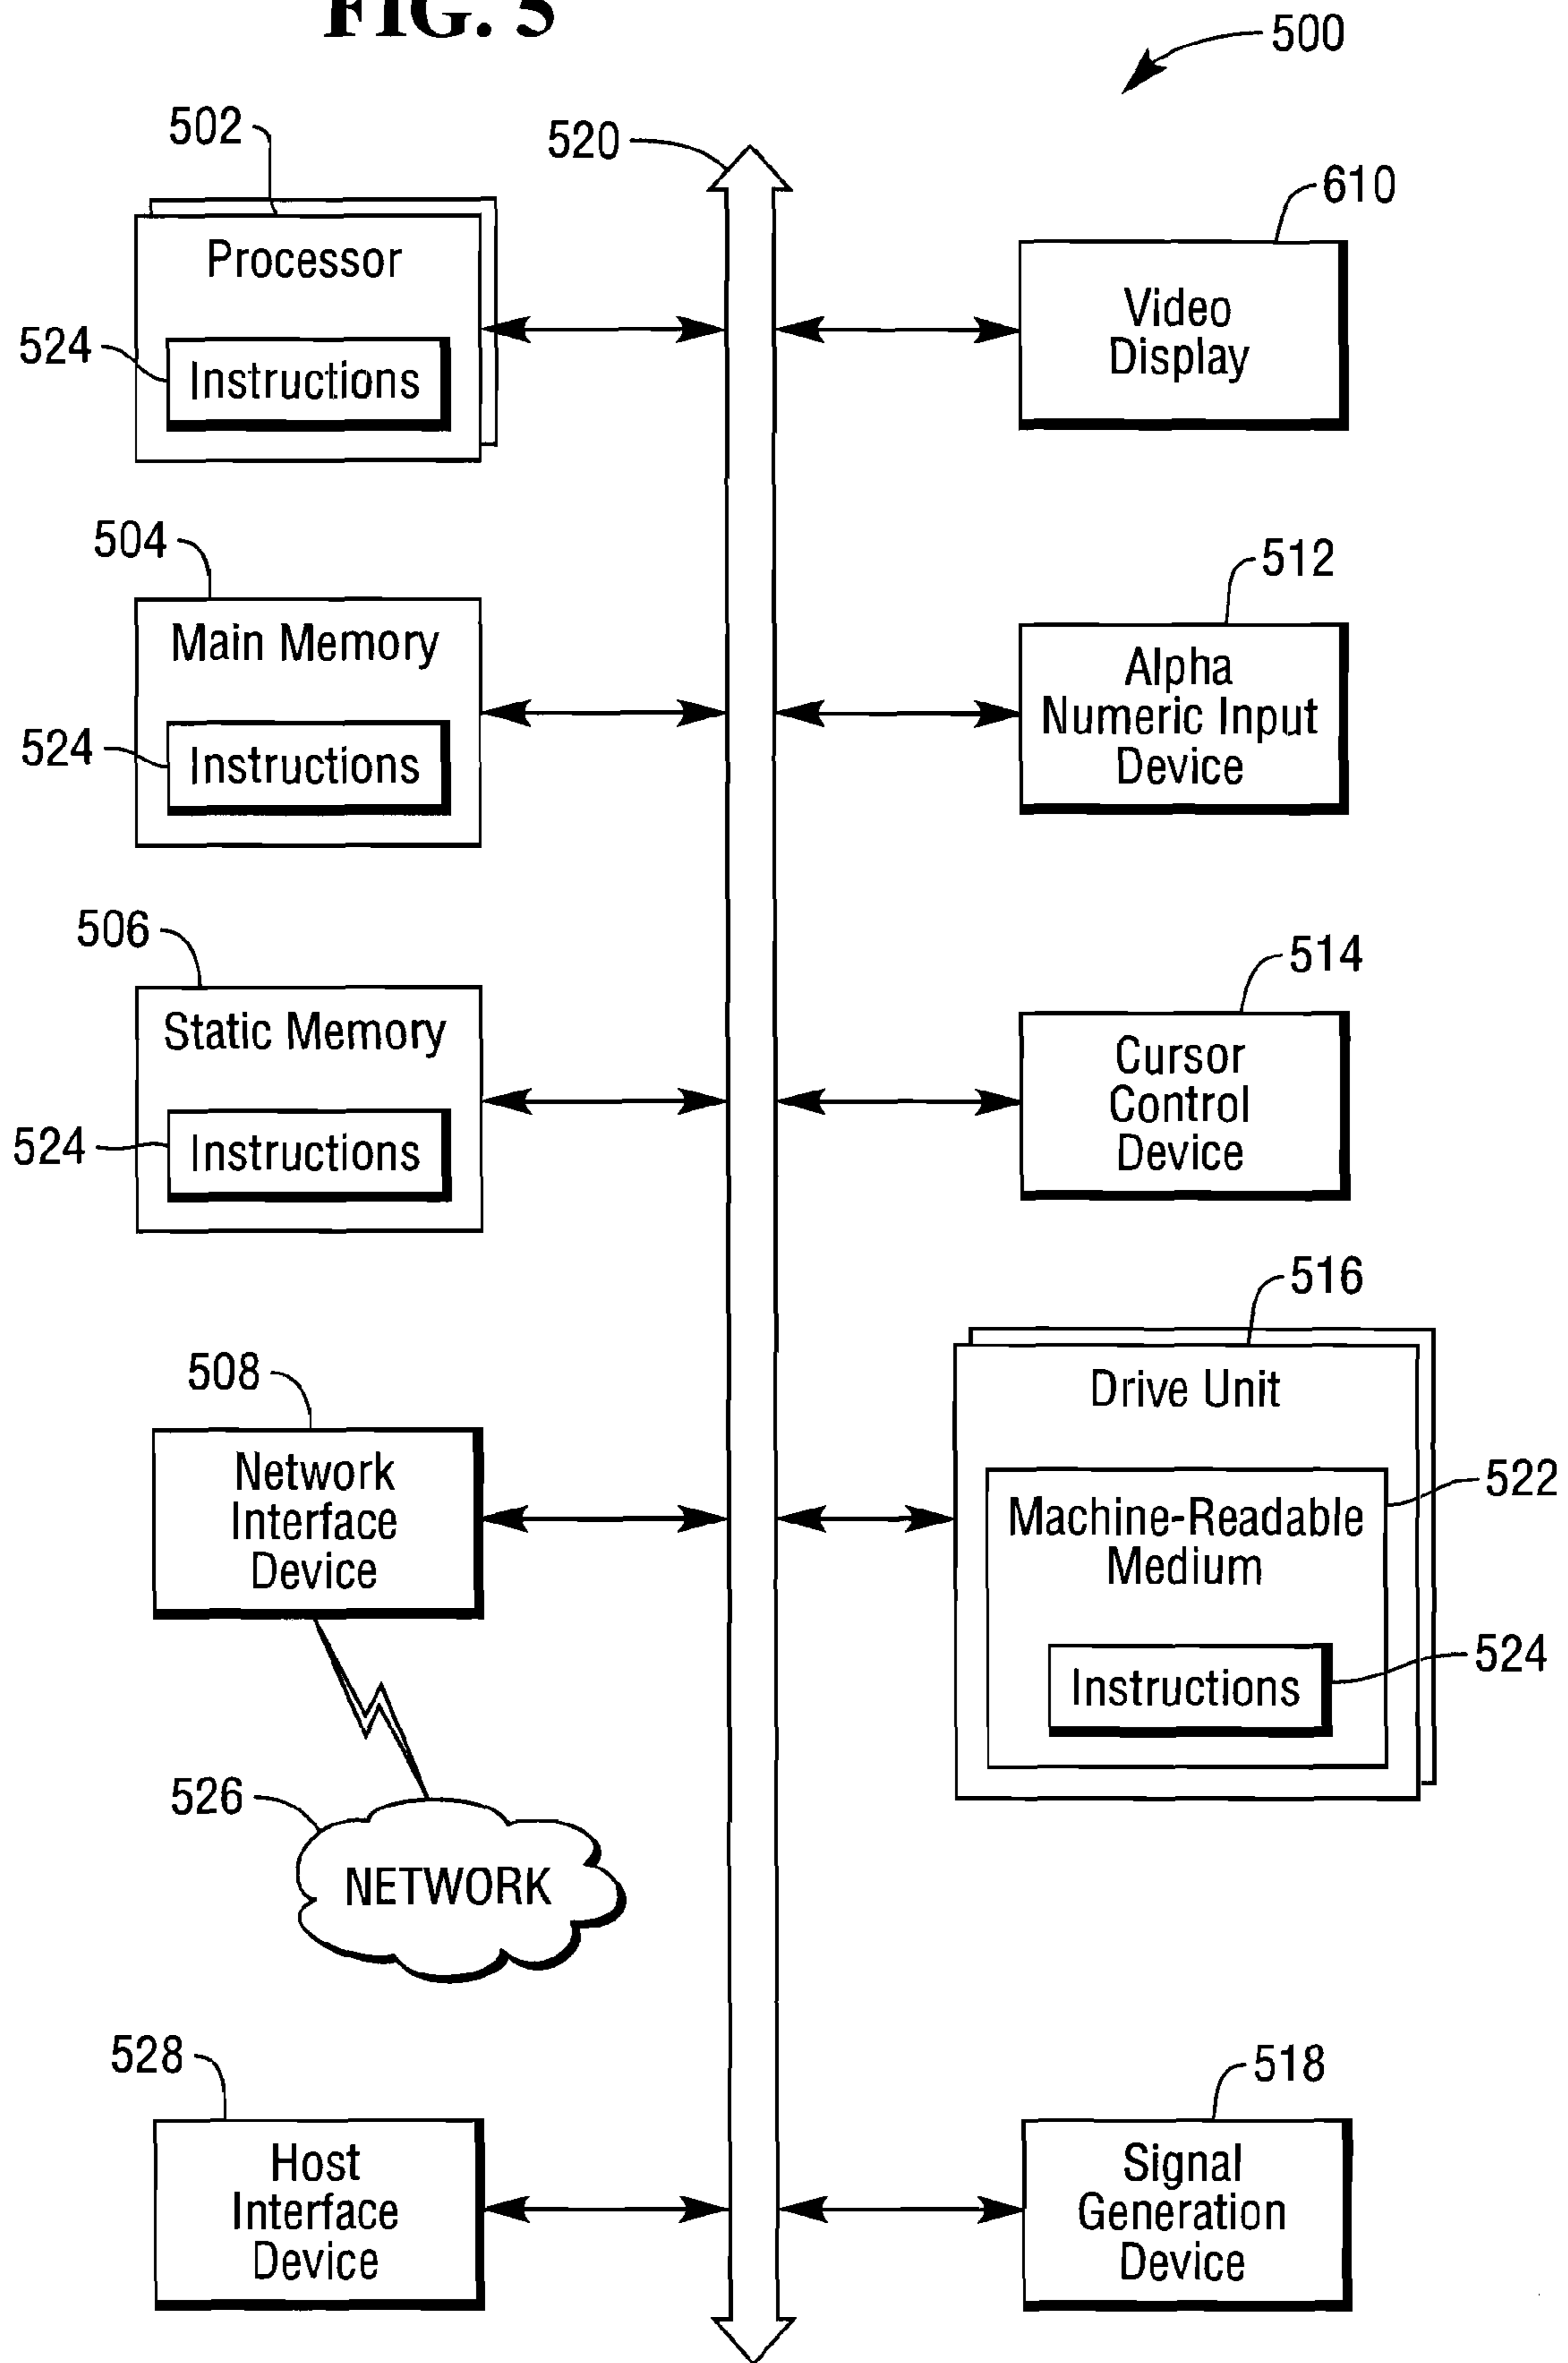 FIG. 5
500
502
520
610
Processor
524
Instructions
Video
Display
504
512
Main Memory
524
Instructions
Alpha
Numeric Input
Device
506
514
Static Memory
524
Instructions
Cursor
Control
Device
516
508
Drive Unit
Network
Interface
Device
522
Machine-Readable
Medium
524
Instructions
526
NETWORK
528
518
Host
Interface
Device
Signal
Generation
Device